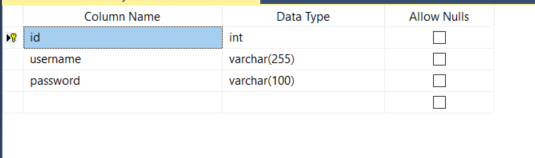 Column Name Data Type Allow Nulls
id int
username varchar(255)
password varchar(100)